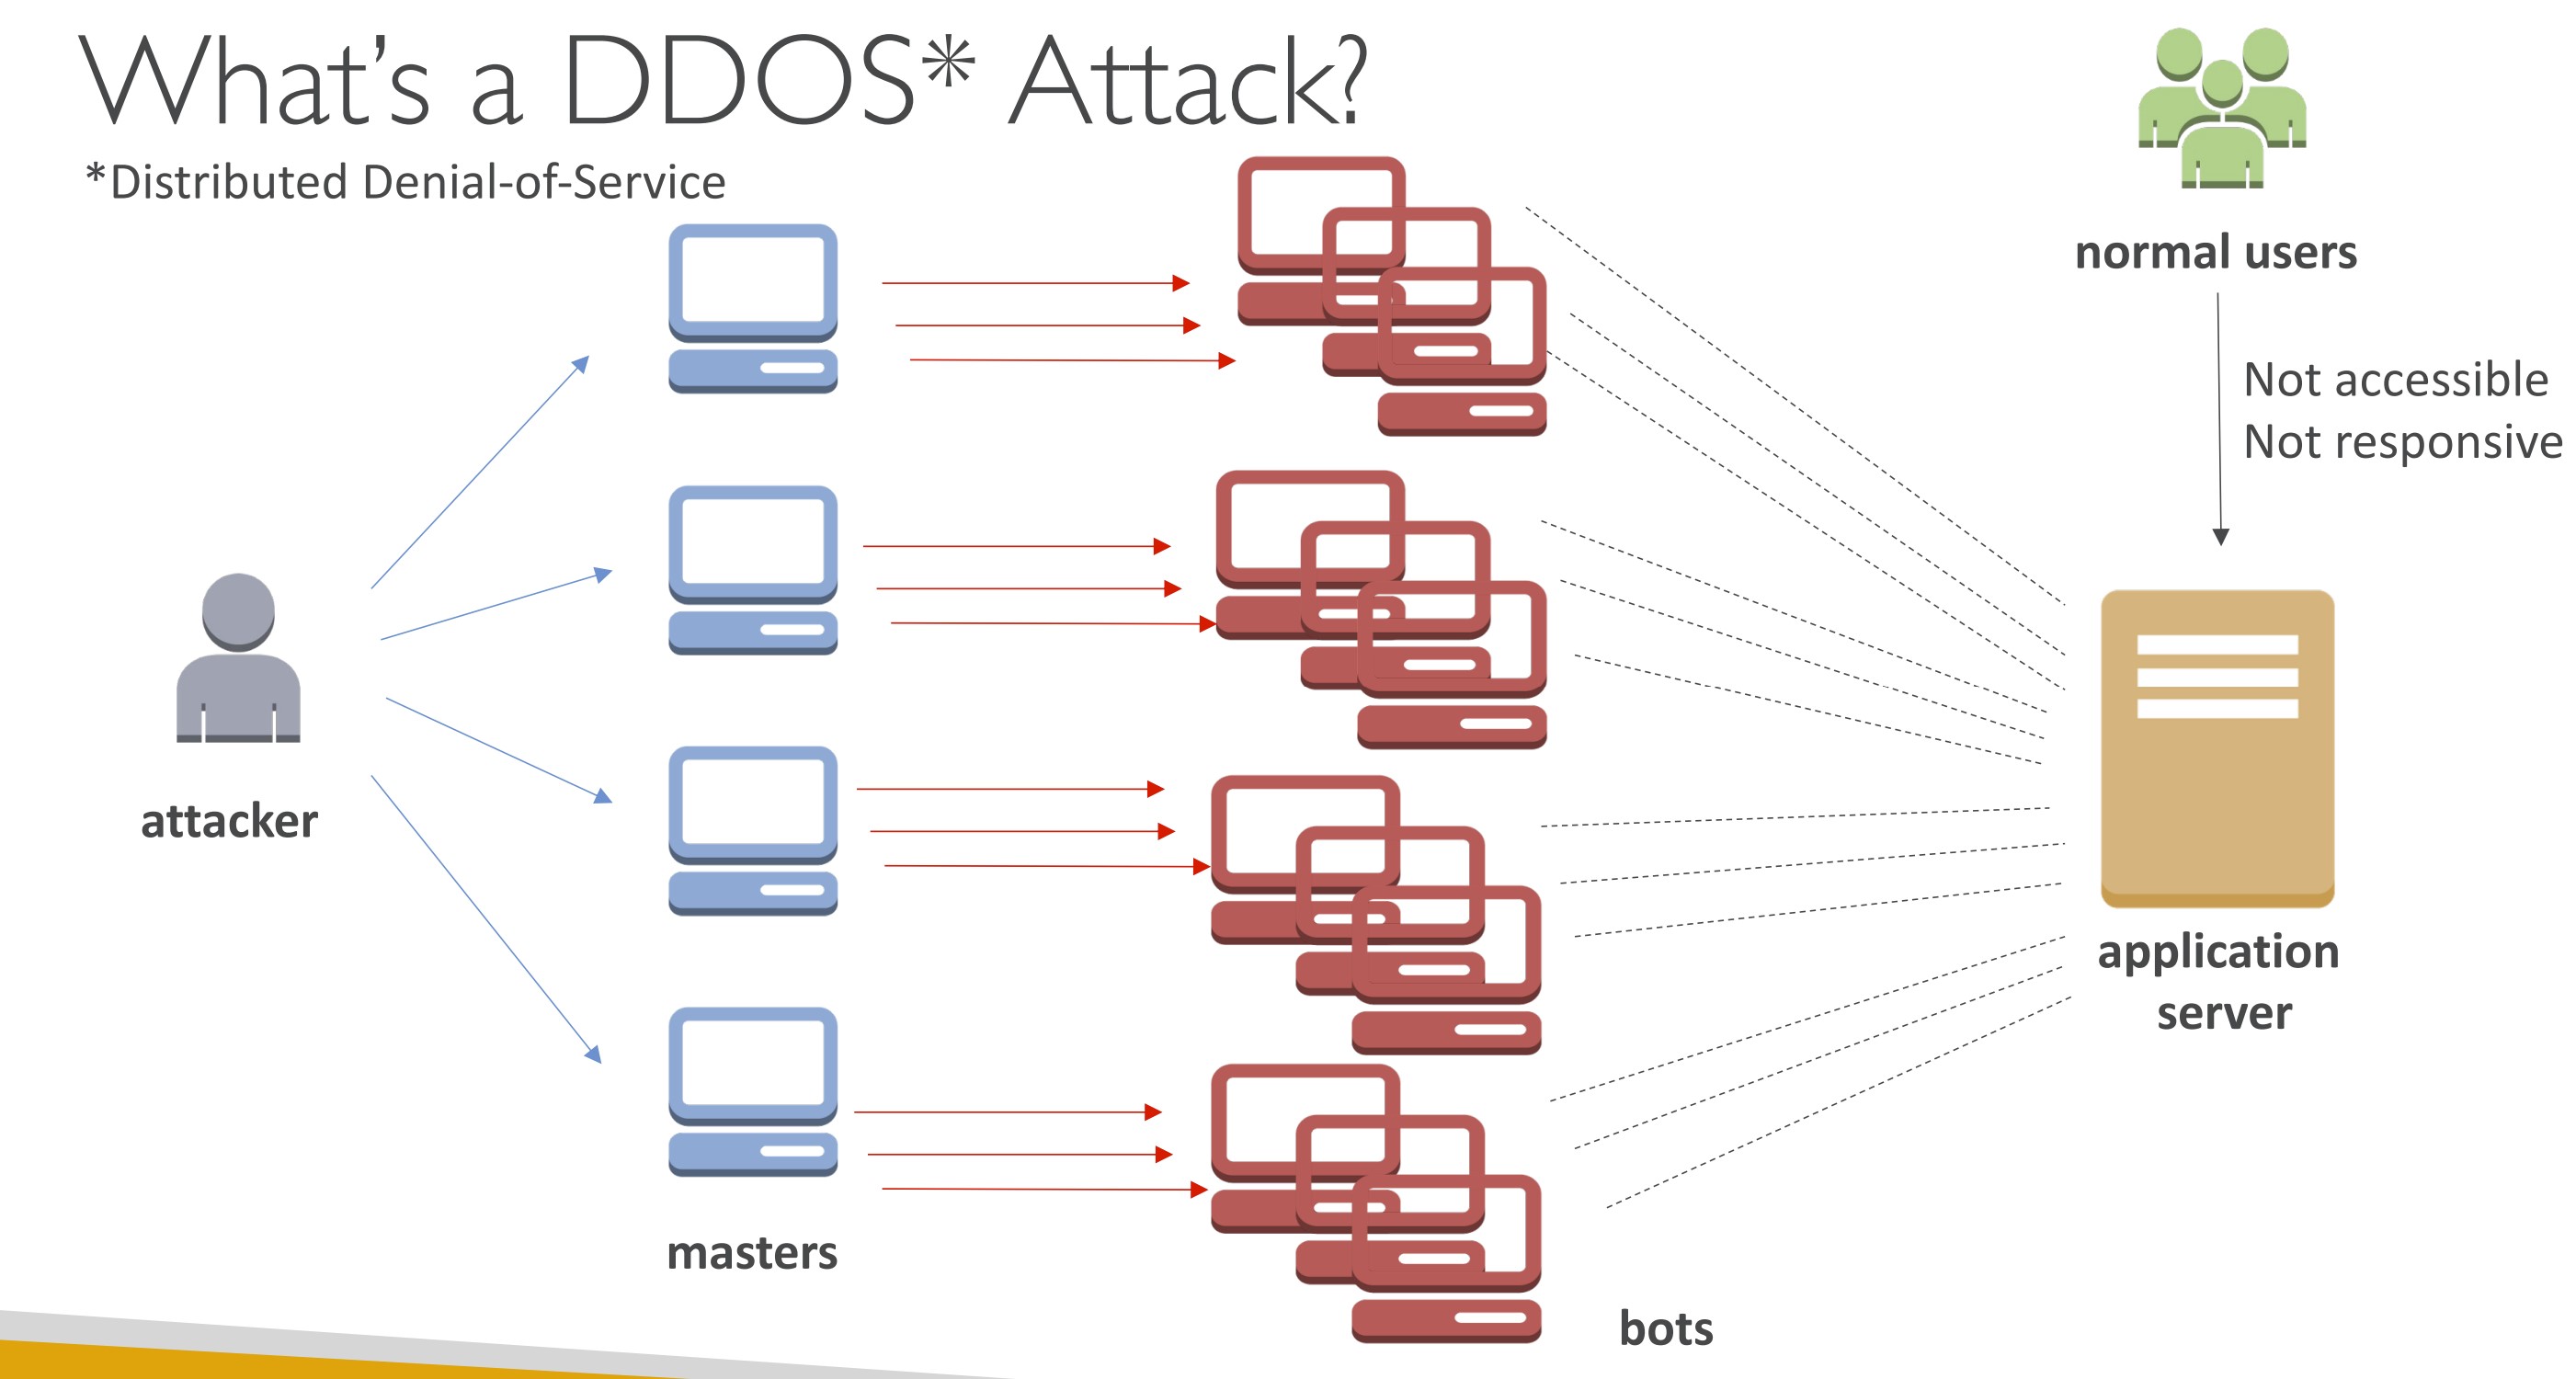 What's a DDOS* Attack?
*Distributed Denial-of-Service
normal users
Not accessible
Not responsive
attacker
application
server
masters
bots